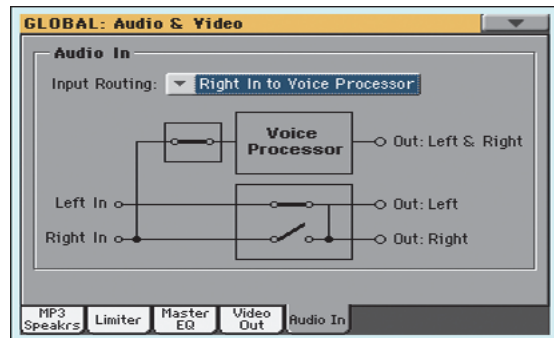 GLOBAL: Audio & Video
Audio In
Input Routing: Right In to Voice Processor
Voice
Processor
Out: Left & Right
Left In
Out: Left
Right In
Out: Right
MP3
Speakrs
Limiter
Master
EQ
Video
Out
Audio In